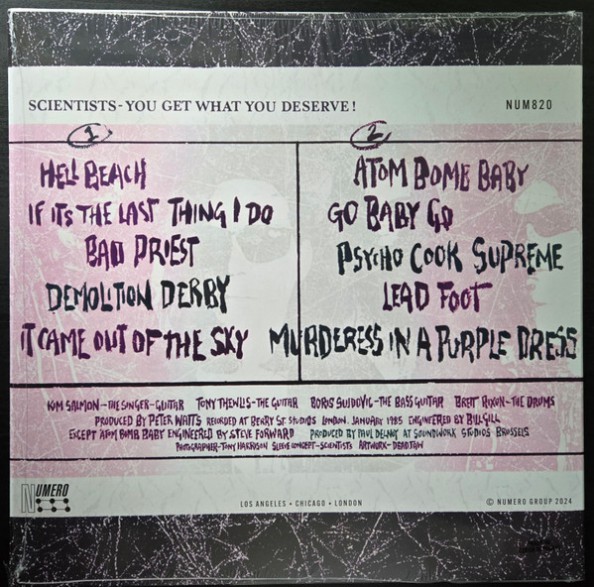 SCIENTISTS-YOU GET WHAT YOU DESERVE!
NUM820
1
HELL BEACH
IF ITS THE LAST THING I DO
BAD PRIEST
DEMOLITION DERBY
IT CAME OUT OF THE SKY
2
ATOM BOMB BABY
GO BABY GO
PSYCHO COOK SUPREME
LEAD FOOT
MURDERESS IN A PURPLE DRESS
KIM SALMON-THE SINGER-GUITAR TONY THEWLIS-THE GUITAR BORIS SUJDOVIC-THE BASS GUITAR BRETT RIXON-THE DRUMS
PRODUCED BY PETER WATTS RECORDED AT BERRY ST. STUDIOS LONDON. JANUARY 1985 ENGINEERED BY BILL GILL
EXCEPT ATOM BOMB BABY ENGINEERED BY STEVE FORWARD PRODUCED BY PAUL DELNOY AT SOUNDWORK STUDIOS BRUSSELS
PHOTOGRAPHER-TONY HARRISON SLEEVE CONCEPT-SCIENTISTS ARTWORK-
NUMERO
LOS ANGELES • CHICAGO • LONDON
© NUMERO GROUP 2024